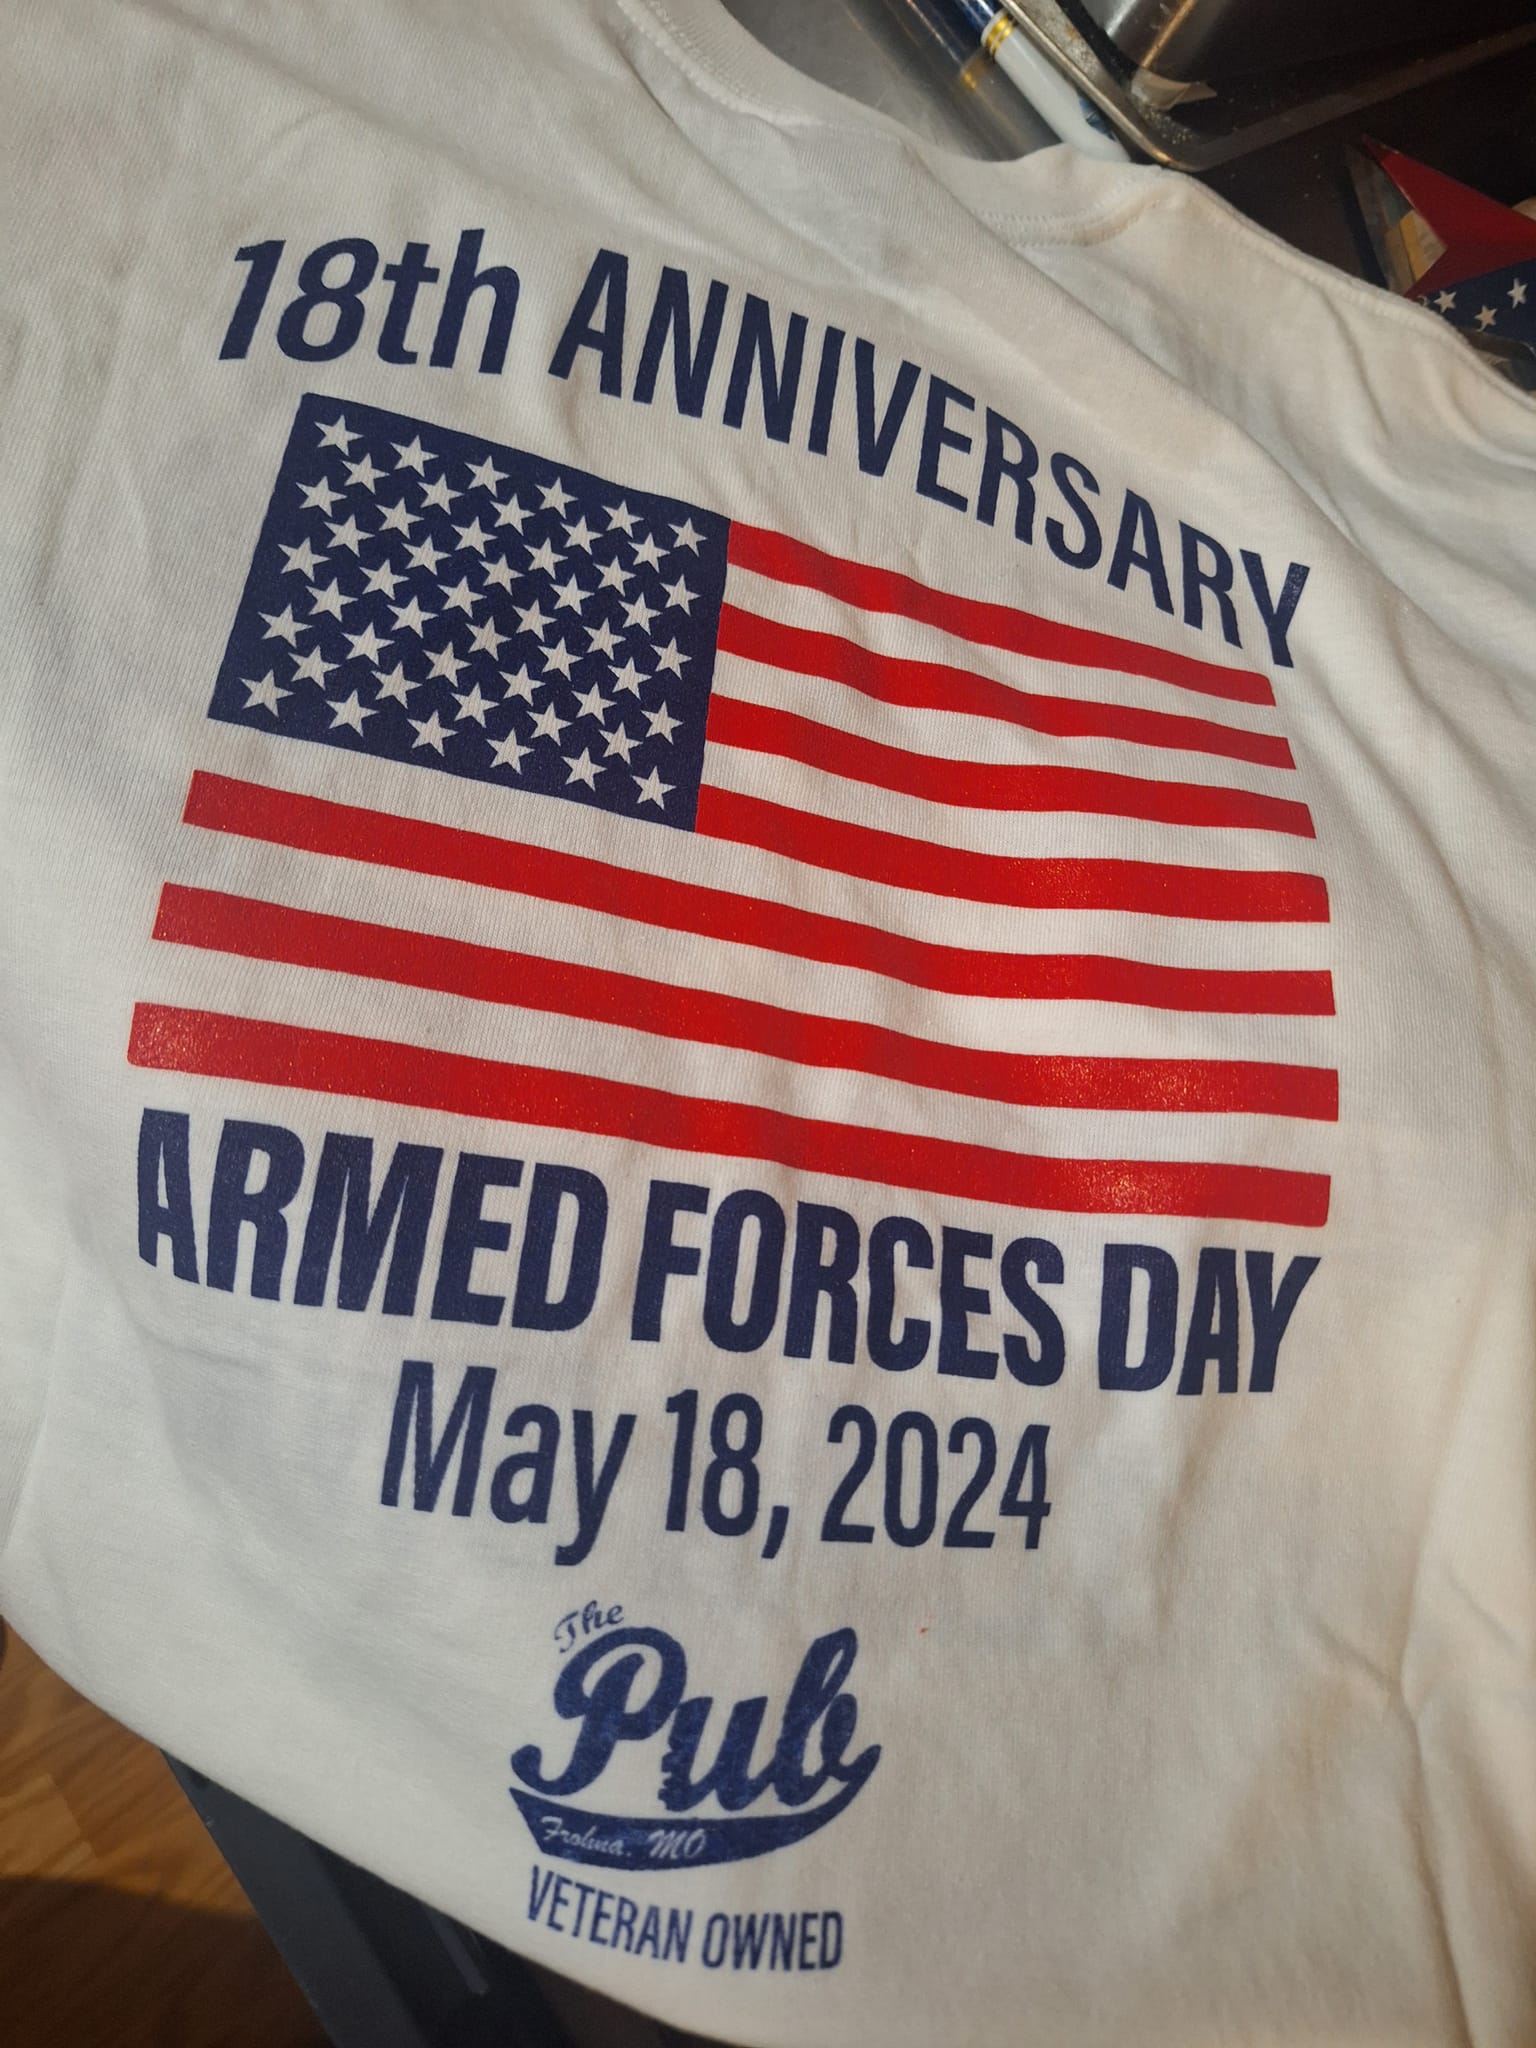 18th ANNIVERSARY
ARMED FORCES DAY
May 18, 2024
The
Pub
Frohna, MO
VETERAN OWNED